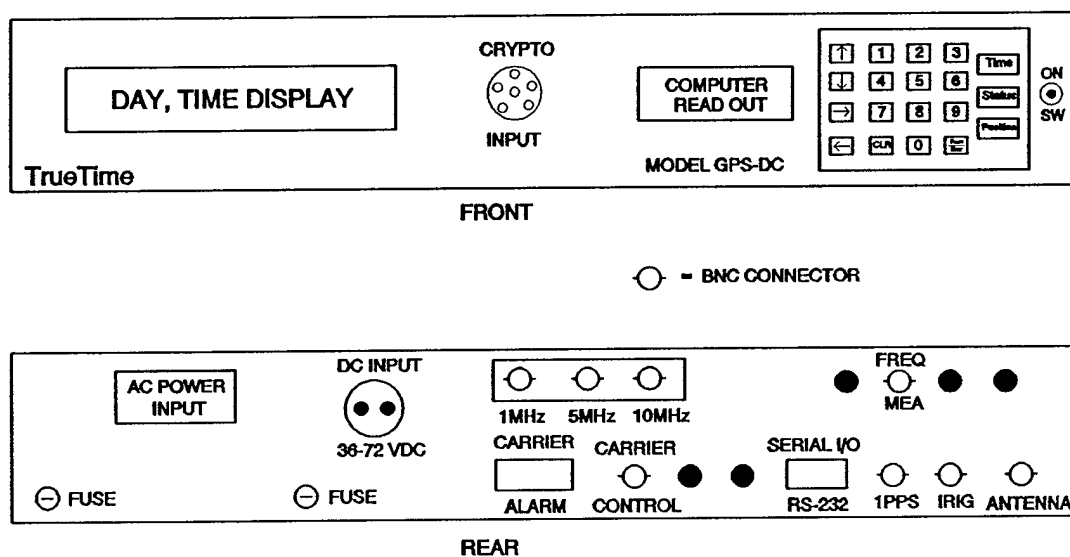 CRYPTO
INPUT
DAY, TIME DISPLAY
COMPUTER
READ OUT
↑ 1 2 3
↓ 4 5 6
→ 7 8 9
← CLR 0
Time
Status
Position
ON
SW
TrueTime
MODEL GPS-DC
FRONT
= BNC CONNECTOR
AC POWER
INPUT
DC INPUT
36-72 VDC
1MHz 5MHz 10MHz
FREQ
MEA
CARRIER
ALARM
CARRIER
CONTROL
SERIAL I/O
RS-232
1PPS
IRIG
ANTENNA
FUSE
FUSE
REAR